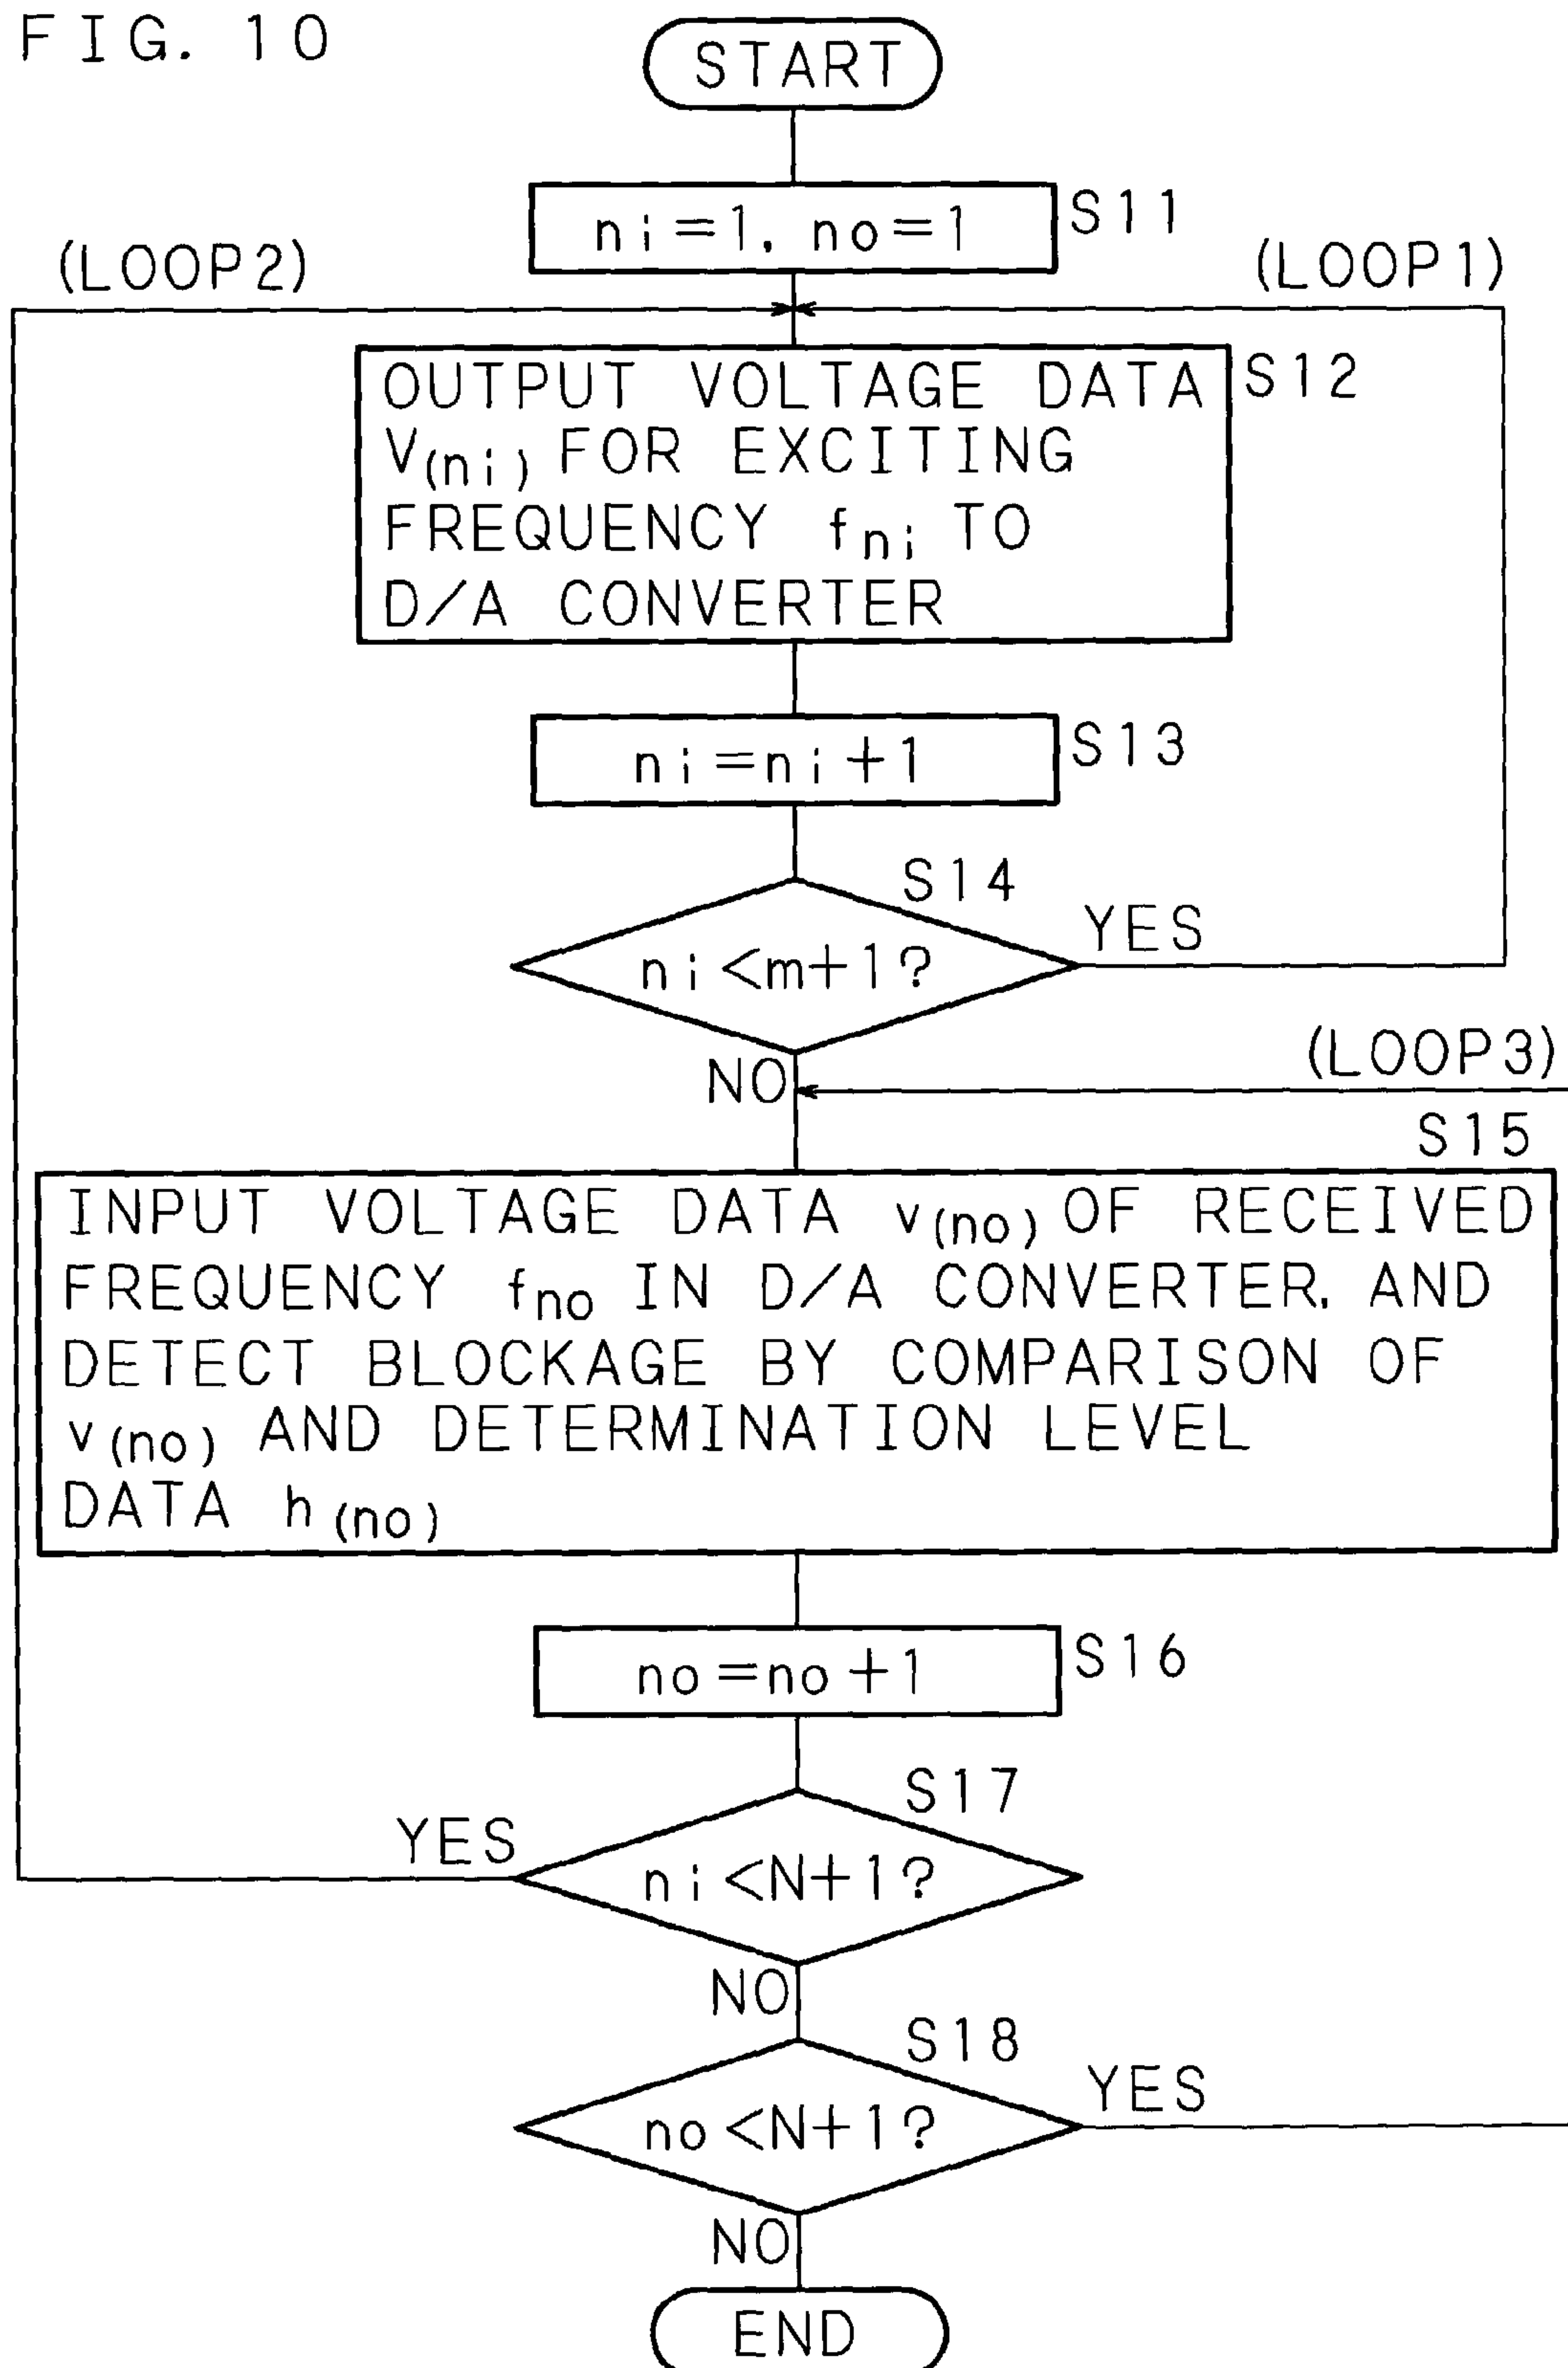 FIG. 10
START
ni=1, no=1
S11
(LOOP2)
(LOOP1)
OUTPUT VOLTAGE DATA
V(ni) FOR EXCITING
FREQUENCY fni TO
D/A CONVERTER
S12
ni=ni+1
S13
S14
ni<m+1?
YES
NO
(LOOP3)
S15
INPUT VOLTAGE DATA v(no) OF RECEIVED
FREQUENCY fno IN D/A CONVERTER, AND
DETECT BLOCKAGE BY COMPARISON OF
v(no) AND DETERMINATION LEVEL
DATA h(no)
no=no+1
S16
S17
YES
ni<N+1?
NO
S18
YES
no<N+1?
NO
END